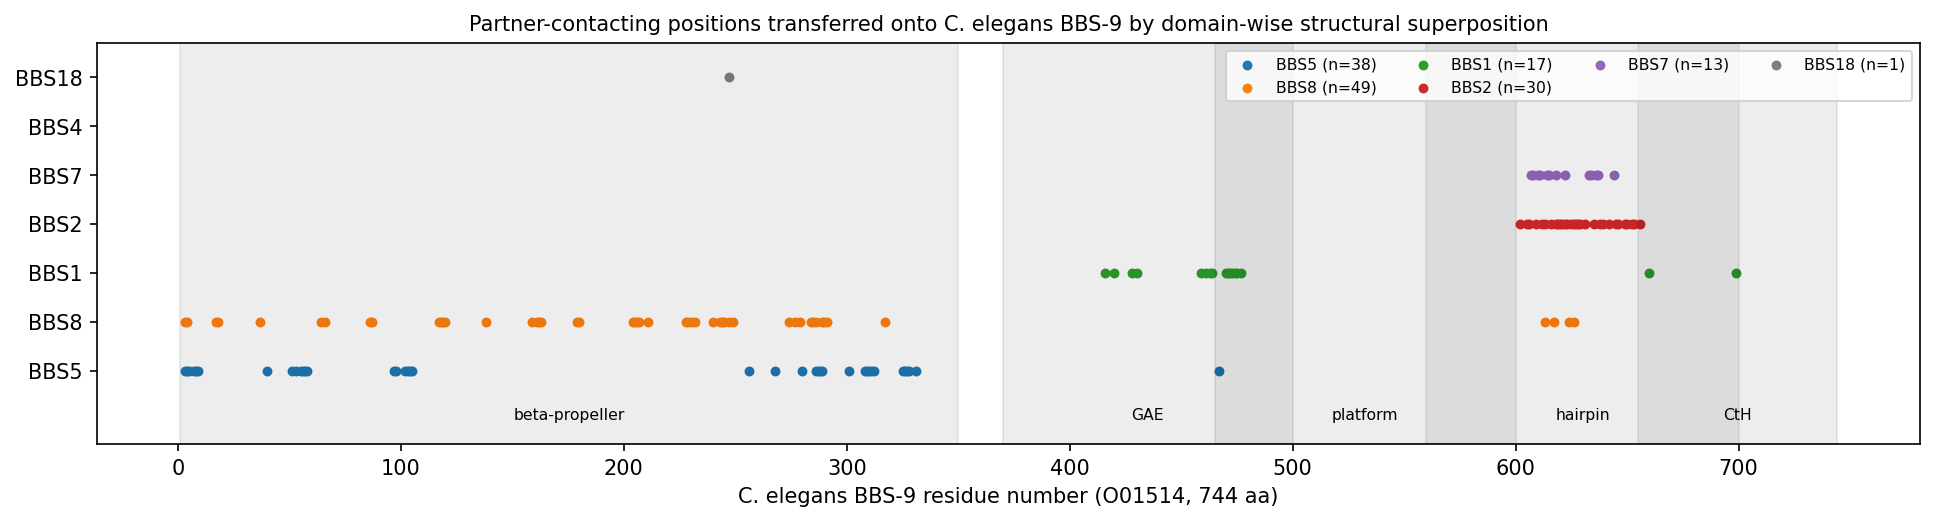 Partner-contacting positions transferred onto C. elegans BBS-9 by domain-wise structural superposition
BBS5 (n=38) BBS1 (n=17) BBS7 (n=13) BBS18 (n=1)
BBS8 (n=49) BBS2 (n=30)
BBS18
BBS4
BBS7
BBS2
BBS1
BBS8
BBS5
beta-propeller GAE platform hairpin CtH
0 100 200 300 400 500 600 700
C. elegans BBS-9 residue number (O01514, 744 aa)